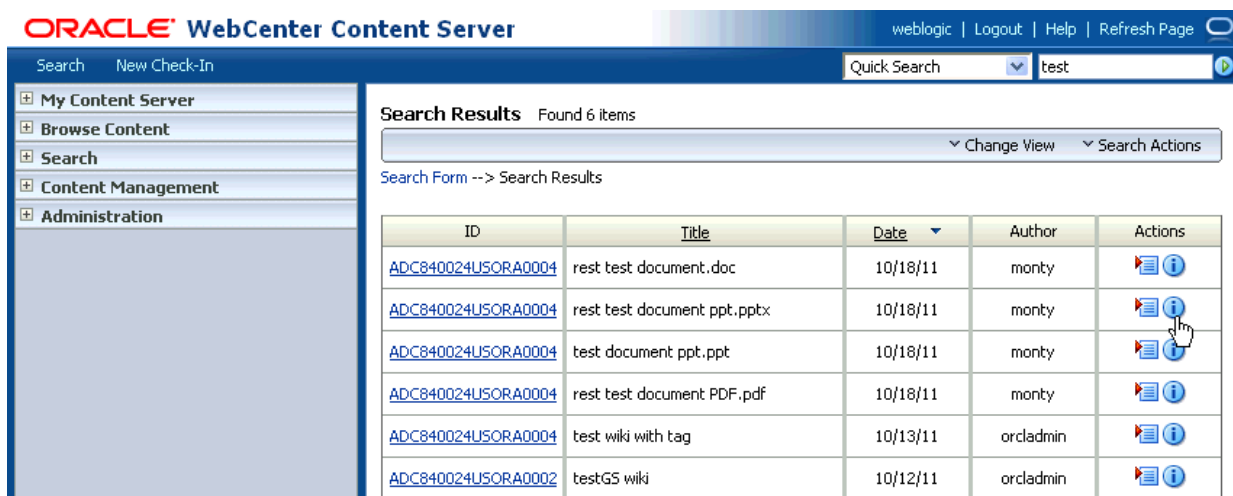 ORACLE WebCenter Content Server
weblogic | Logout | Help | Refresh Page
Search New Check-In Quick Search test
My Content Server
Browse Content
Search
Content Management
Administration
Search Results Found 6 items
Change View Search Actions
Search Form --> Search Results
ID Title Date Author Actions
ADC840024USORA0004 rest test document.doc 10/18/11 monty
ADC840024USORA0004 rest test document ppt.pptx 10/18/11 monty
ADC840024USORA0004 test document ppt.ppt 10/18/11 monty
ADC840024USORA0004 rest test document PDF.pdf 10/18/11 monty
ADC840024USORA0004 test wiki with tag 10/13/11 orcladmin
ADC840024USORA0002 testGS wiki 10/12/11 orcladmin